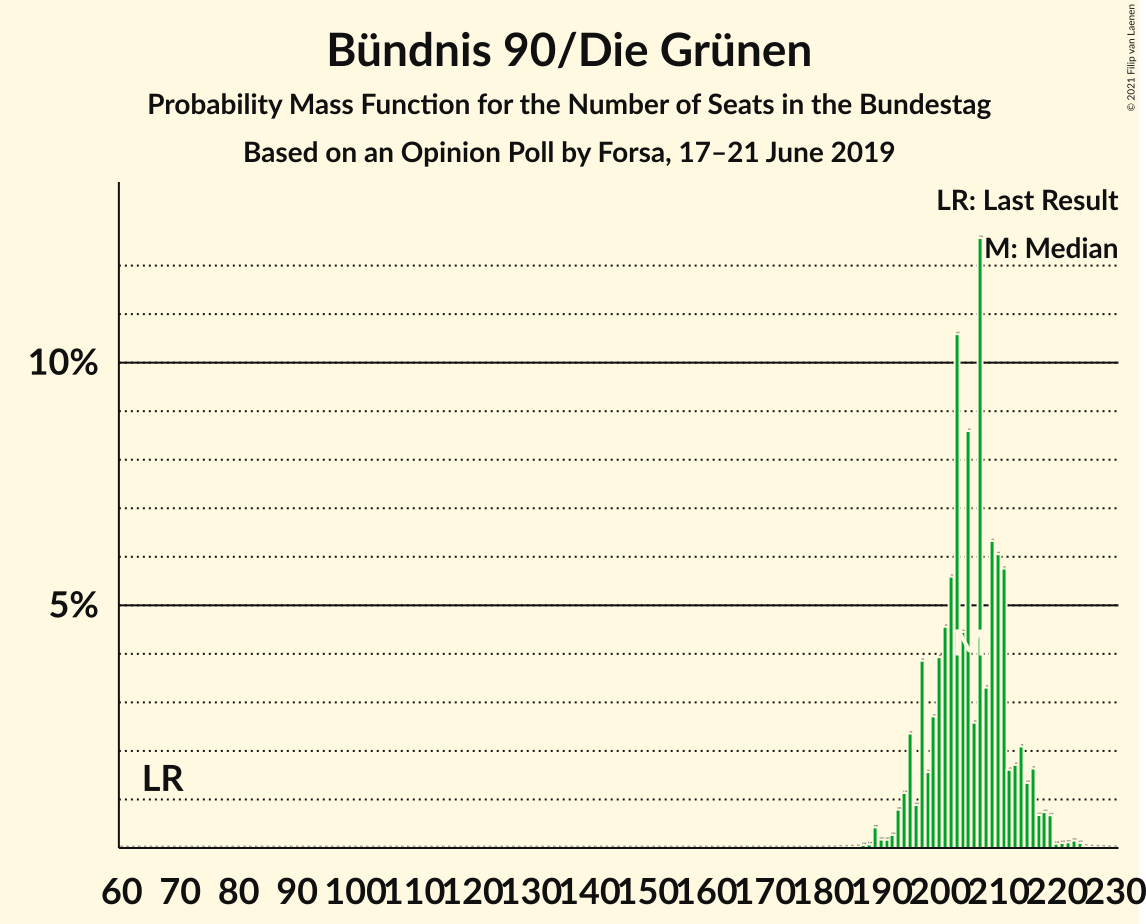 Bündnis 90/Die Grünen
Probability Mass Function for the Number of Seats in the Bundestag
Based on an Opinion Poll by Forsa, 17–21 June 2019
© 2021 Filip van Laenen
LR: Last Result
M: Median
10%
5%
LR
M
60 70 80 90 100 110 120 130 140 150 160 170 180 190 200 210 220 230